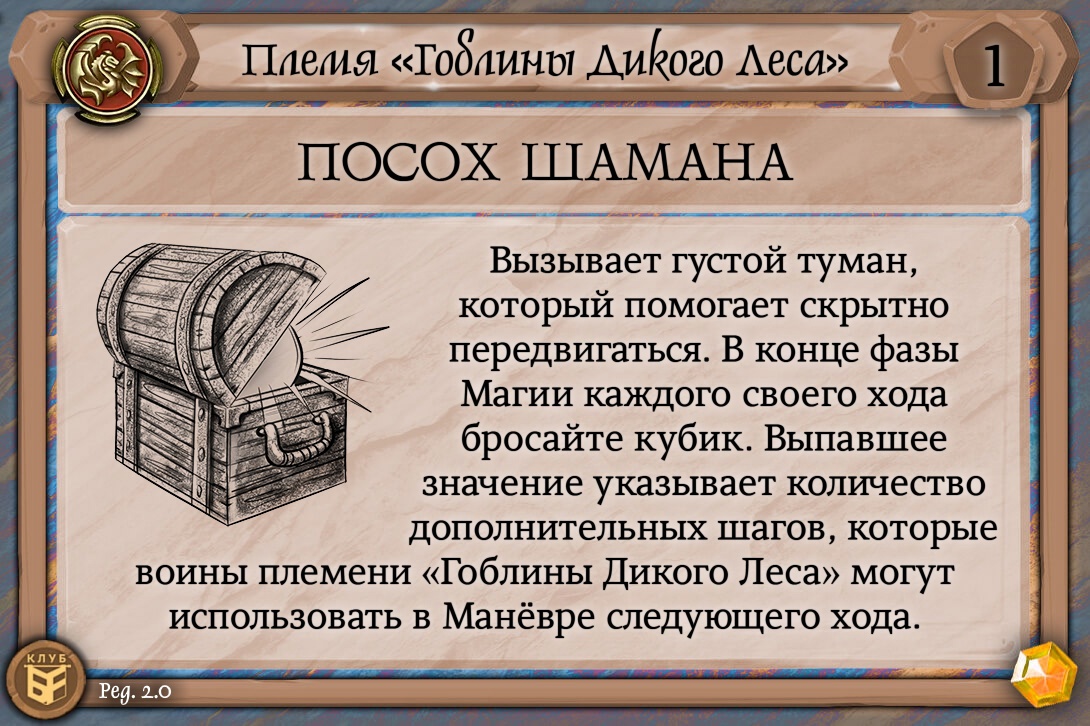 Племя «Гоблины Дикого Леса»
1
ПОСОХ ШАМАНА
Вызывает густой туман,
который помогает скрытно
передвигаться. В конце фазы
Магии каждого своего хода
бросайте кубик. Выпавшее
значение указывает количество
дополнительных шагов, которые
воины племени «Гоблины Дикого Леса» могут
использовать в Манёвре следующего хода.
КЛУБ
Ред. 2.0